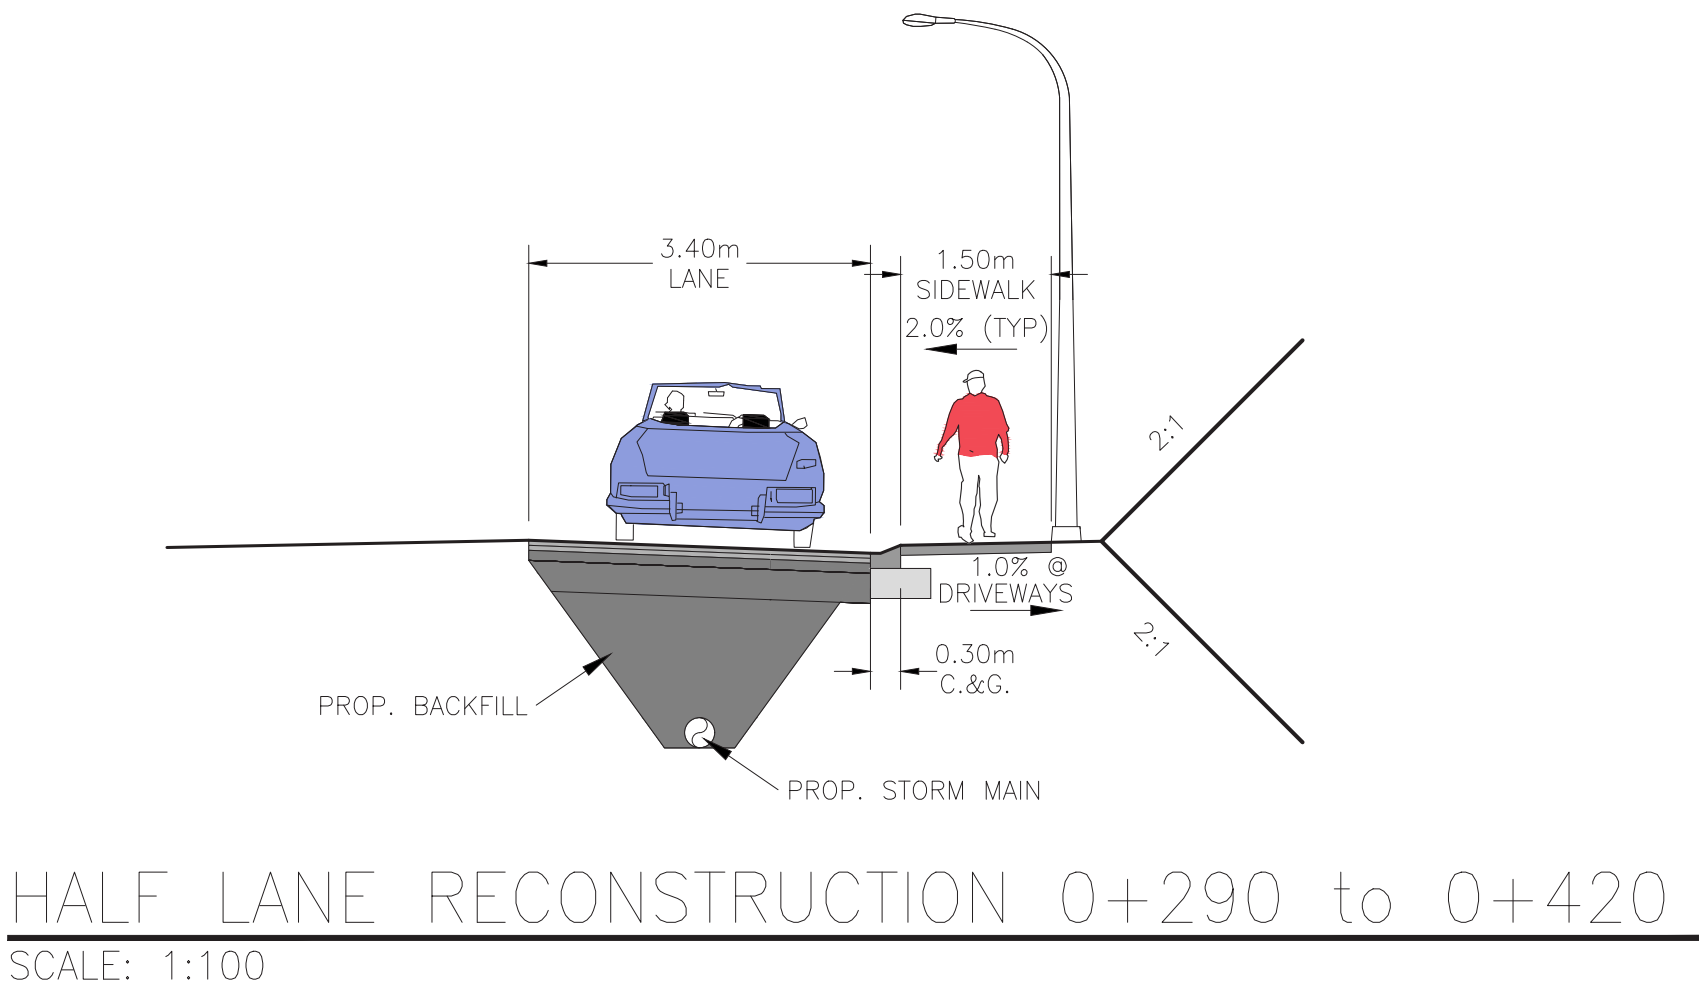 3.40m
LANE
1.50m
SIDEWALK
2.0% (TYP)
2:1
1.0% @
DRIVEWAYS
2:1
0.30m
C.&G.
PROP. BACKFILL
PROP. STORM MAIN
HALF LANE RECONSTRUCTION 0+290 to 0+420
SCALE: 1:100